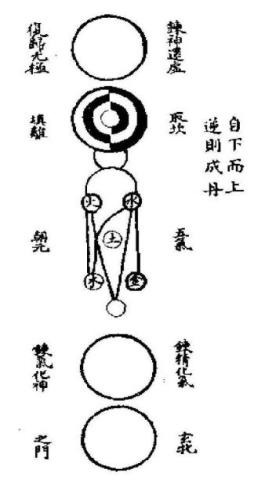 自下而上
逆則成丹
鍊神還虛
復歸无極
取坎
填離
五氣
朝元
水
火
土
金
木
鍊精化氣
鍊氣化神
玄牝
之門